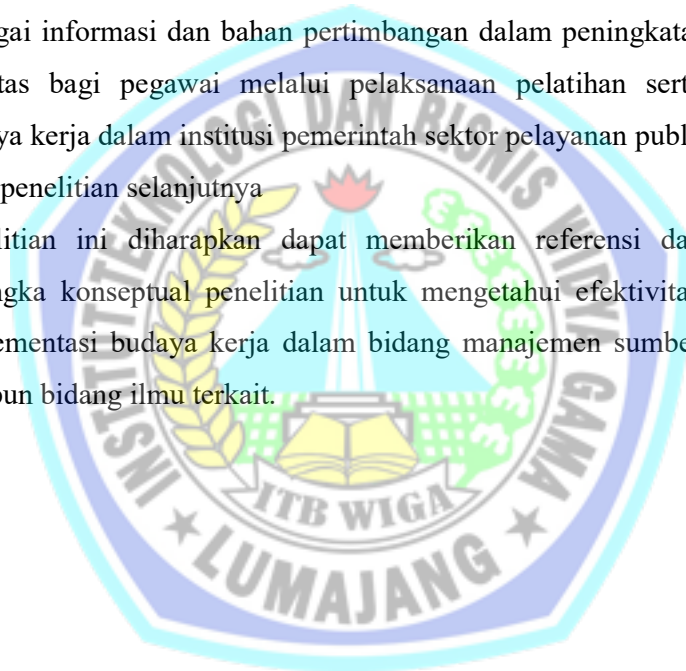 gai informasi dan bahan pertimbangan dalam peningkata
tas bagi pegawai melalui pelaksanaan pelatihan sert
ya kerja dalam institusi pemerintah sektor pelayanan publ
penelitian selanjutnya
litian ini diharapkan dapat memberikan referensi da
ngka konseptual penelitian untuk mengetahui efektivita
ementasi budaya kerja dalam bidang manajemen sumbe
pun bidang ilmu terkait.
INSTITUT TEKNOLOGI DAN BISNIS WIDYA GAMA
ITB WIGA
LUMAJANG